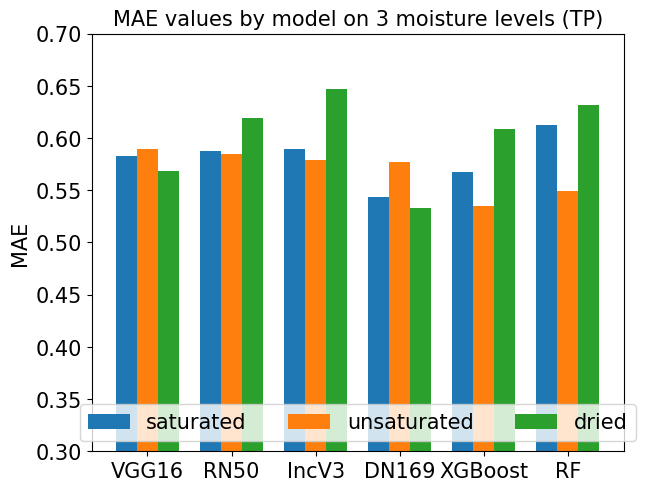 MAE values by model on 3 moisture levels (TP)
0.70
0.65
0.60
0.55
0.50
0.45
0.40
0.35
0.30
MAE
saturated unsaturated dried
VGG16 RN50 IncV3 DN169 XGBoost RF